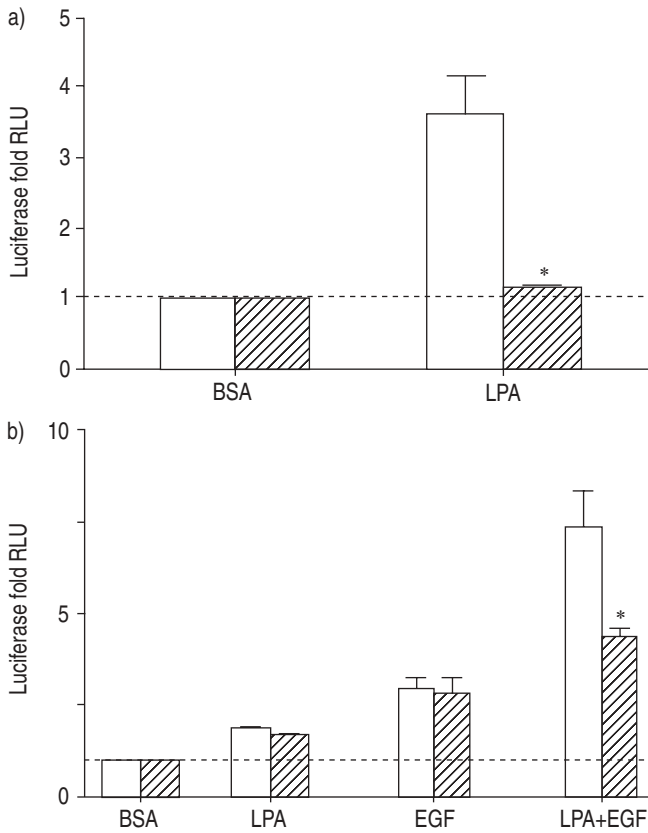 a)
5
4
3
2
1
0
Luciferase fold RLU
*
BSA LPA
b)
10
5
0
Luciferase fold RLU
*
BSA LPA EGF LPA+EGF